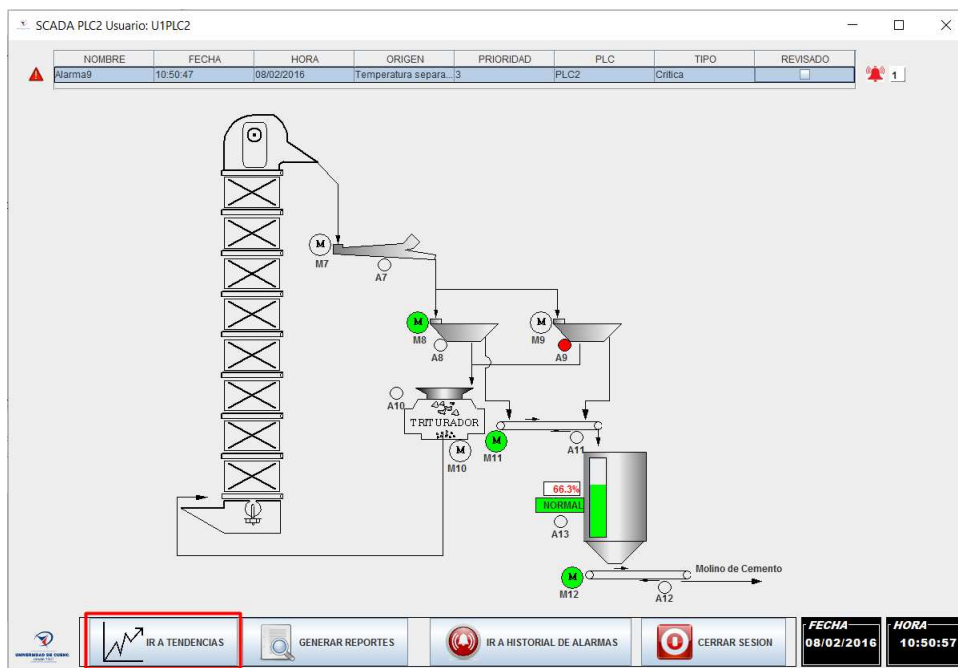 SCADA PLC2 Usuario: U1PLC2
NOMBRE FECHA HORA ORIGEN PRIORIDAD PLC TIPO REVISADO
Alarma9 10:50:47 08/02/2016 Temperatura separa... 3 PLC2 Critica
1
M
M7
A7
M
M8
A8
M
M9
A9
A10
TRITURADOR
M
M10
M
M11
A11
66.3%
NORMAL
A13
M
M12
A12
Molino de Cemento
IR A TENDENCIAS
GENERAR REPORTES
IR A HISTORIAL DE ALARMAS
CERRAR SESION
FECHA
08/02/2016
HORA
10:50:57